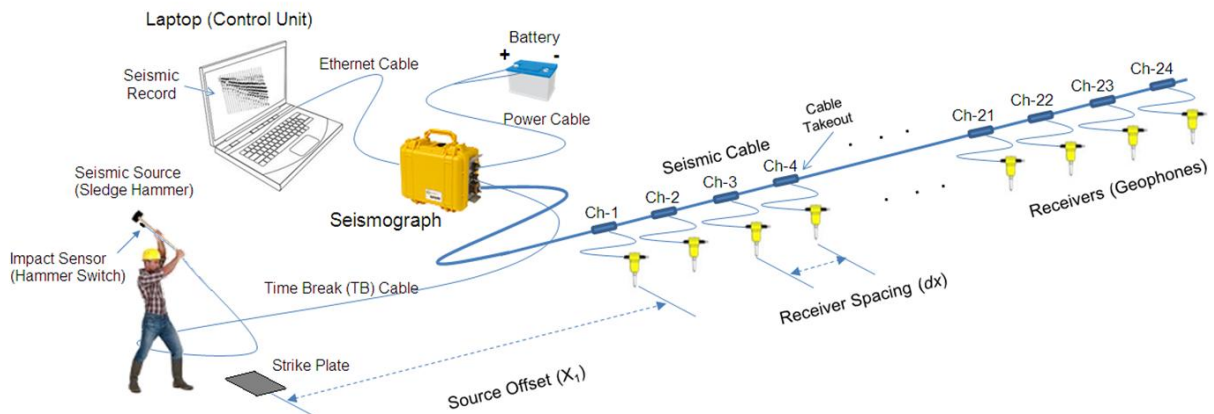 Laptop (Control Unit)
Seismic
Record
Ethernet Cable
Battery
+ -
Power Cable
Seismograph
Seismic Source
(Sledge Hammer)
Impact Sensor
(Hammer Switch)
Time Break (TB) Cable
Strike Plate
Source Offset (X₁)
Seismic Cable
Cable
Takeout
Ch-1
Ch-2
Ch-3
Ch-4
Ch-21
Ch-22
Ch-23
Ch-24
Receivers (Geophones)
Receiver Spacing (dx)